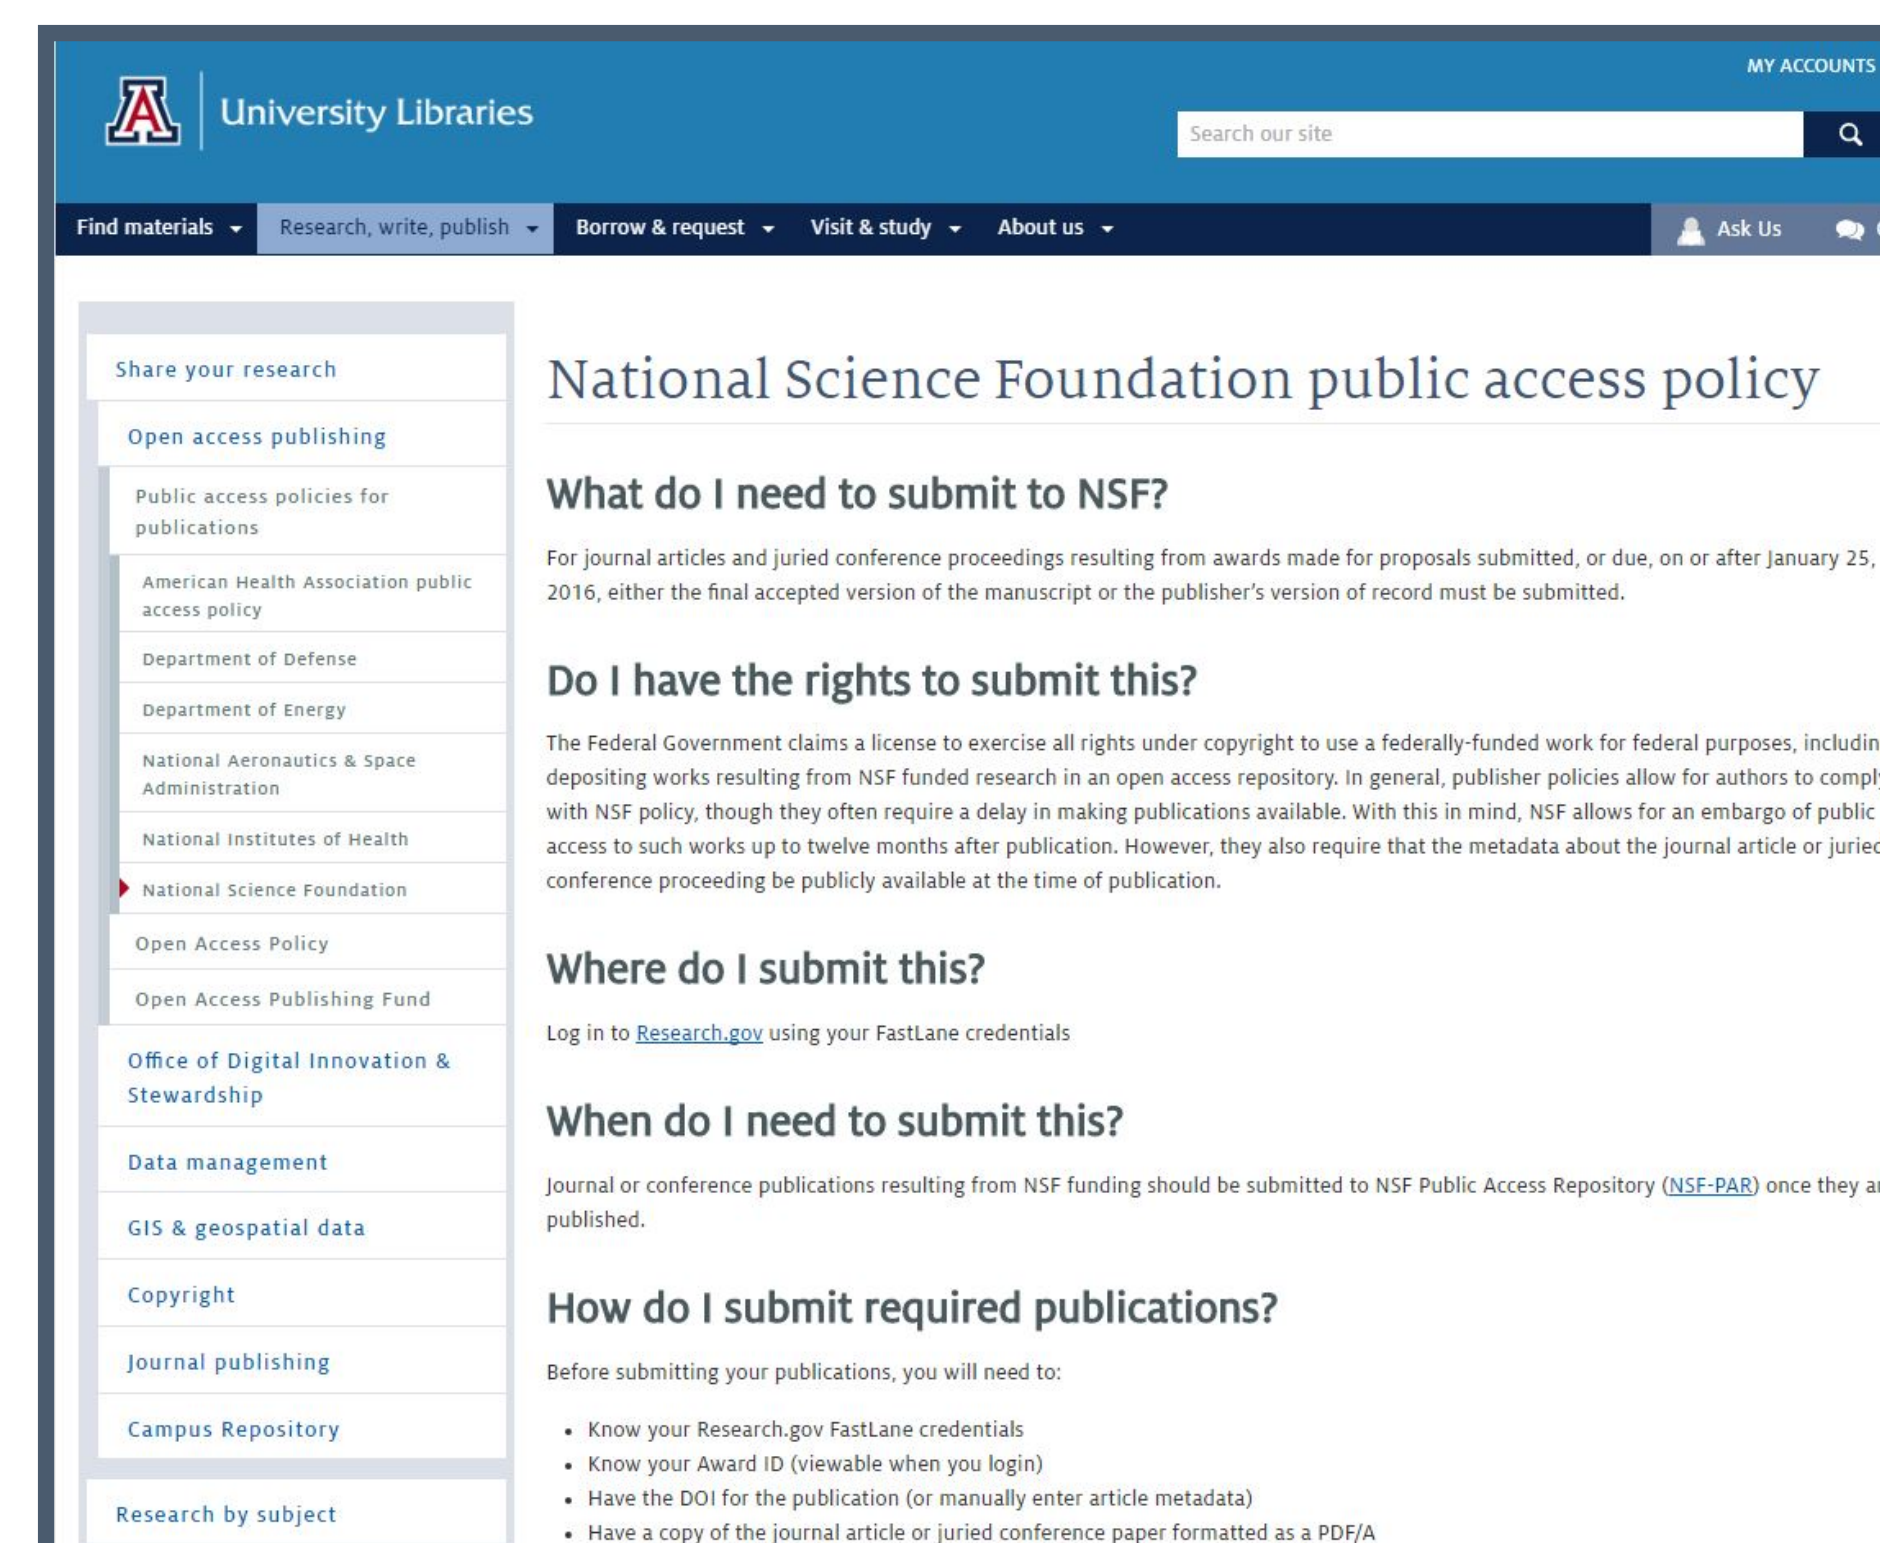 MY ACCOUNTS
A
University Libraries
Search our site
Find materials
Research, write, publish
Borrow & request
Visit & study
About us
Ask Us
Share your research
Open access publishing
Public access policies for
publications
American Health Association public
access policy
Department of Defense
Department of Energy
National Aeronautics & Space
Administration
National Institutes of Health
National Science Foundation
Open Access Policy
Open Access Publishing Fund
Office of Digital Innovation &
Stewardship
Data management
GIS & geospatial data
Copyright
Journal publishing
Campus Repository
Research by subject
National Science Foundation public access policy
What do I need to submit to NSF?
For journal articles and juried conference proceedings resulting from awards made for proposals submitted, or due, on or after January 25,
2016, either the final accepted version of the manuscript or the publisher's version of record must be submitted.
Do I have the rights to submit this?
The Federal Government claims a license to exercise all rights under copyright to use a federally-funded work for federal purposes, includin
depositing works resulting from NSF funded research in an open access repository. In general, publisher policies allow for authors to compl
with NSF policy, though they often require a delay in making publications available. With this in mind, NSF allows for an embargo of public
access to such works up to twelve months after publication. However, they also require that the metadata about the journal article or juried
conference proceeding be publicly available at the time of publication.
Where do I submit this?
Log in to Research.gov using your FastLane credentials
When do I need to submit this?
Journal or conference publications resulting from NSF funding should be submitted to NSF Public Access Repository (NSF-PAR) once they a
published.
How do I submit required publications?
Before submitting your publications, you will need to:
• Know your Research.gov FastLane credentials
• Know your Award ID (viewable when you login)
• Have the DOI for the publication (or manually enter article metadata)
• Have a copy of the journal article or juried conference paper formatted as a PDF/A